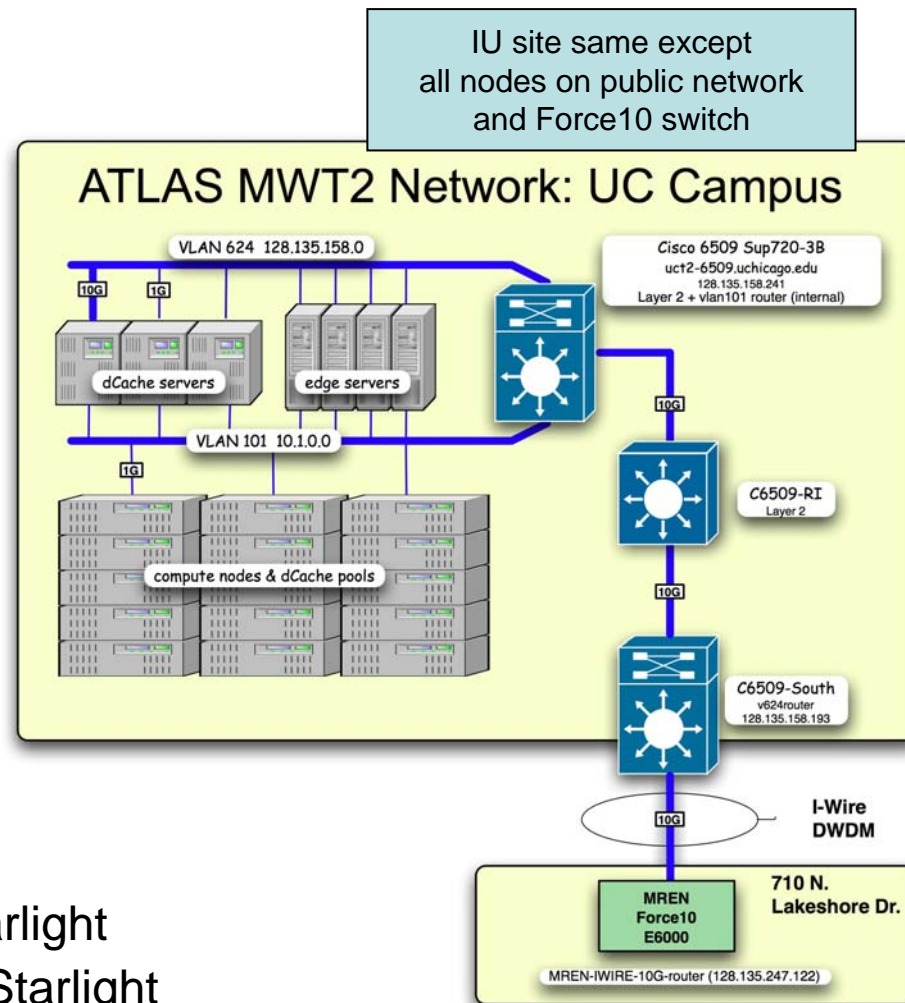 IU site same except
all nodes on public network
and Force10 switch
ATLAS MWT2 Network: UC Campus
VLAN 624 128.135.158.0
Cisco 6509 Sup720-3B
uct2-6509.uchicago.edu
128.135.158.241
Layer 2 + vlan101 router (internal)
10G
1G
dCache servers
edge servers
10G
VLAN 101 10.1.0.0
1G
C6509-RI
Layer 2
compute nodes & dCache pools
10G
C6509-South
v624router
128.135.158.193
10G
I-Wire
DWDM
710 N.
Lakeshore Dr.
MREN
Force10
E6000
MREN-IWIRE-10G-router (128.135.247.122)
Starlight